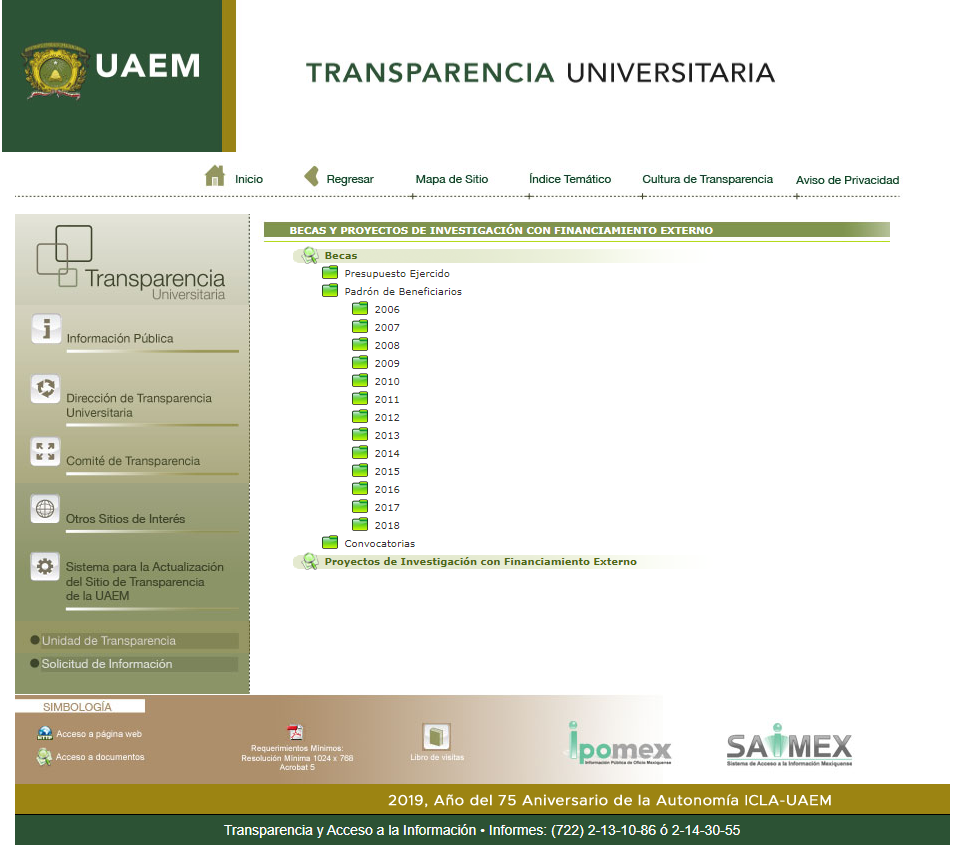 UAEM
TRANSPARENCIA UNIVERSITARIA
Inicio
Regresar
Mapa de Sitio
Índice Temático
Cultura de Transparencia
Aviso de Privacidad
Transparencia
Universitaria
Información Pública
Dirección de Transparencia
Universitaria
Comité de Transparencia
Otros Sitios de Interés
Sistema para la Actualización
del Sitio de Transparencia
de la UAEM
Unidad de Transparencia
Solicitud de Información
BECAS Y PROYECTOS DE INVESTIGACIÓN CON FINANCIAMIENTO EXTERNO
Becas
Presupuesto Ejercido
Padrón de Beneficiarios
2006
2007
2008
2009
2010
2011
2012
2013
2014
2015
2016
2017
2018
Convocatorias
Proyectos de Investigación con Financiamiento Externo
SIMBOLOGÍA
HTTP
Acceso a página web
Acceso a documentos
Requerimientos Mínimos:
Resolución Mínima 1024 x 768
Acrobat 5
Libro de visitas
ipomex
Información Pública de Oficio Mexiquense
SAIMEX
Sistema de Acceso a la Información Mexiquense
2019, Año del 75 Aniversario de la Autonomía ICLA-UAEM
Transparencia y Acceso a la Información • Informes: (722) 2-13-10-86 ó 2-14-30-55